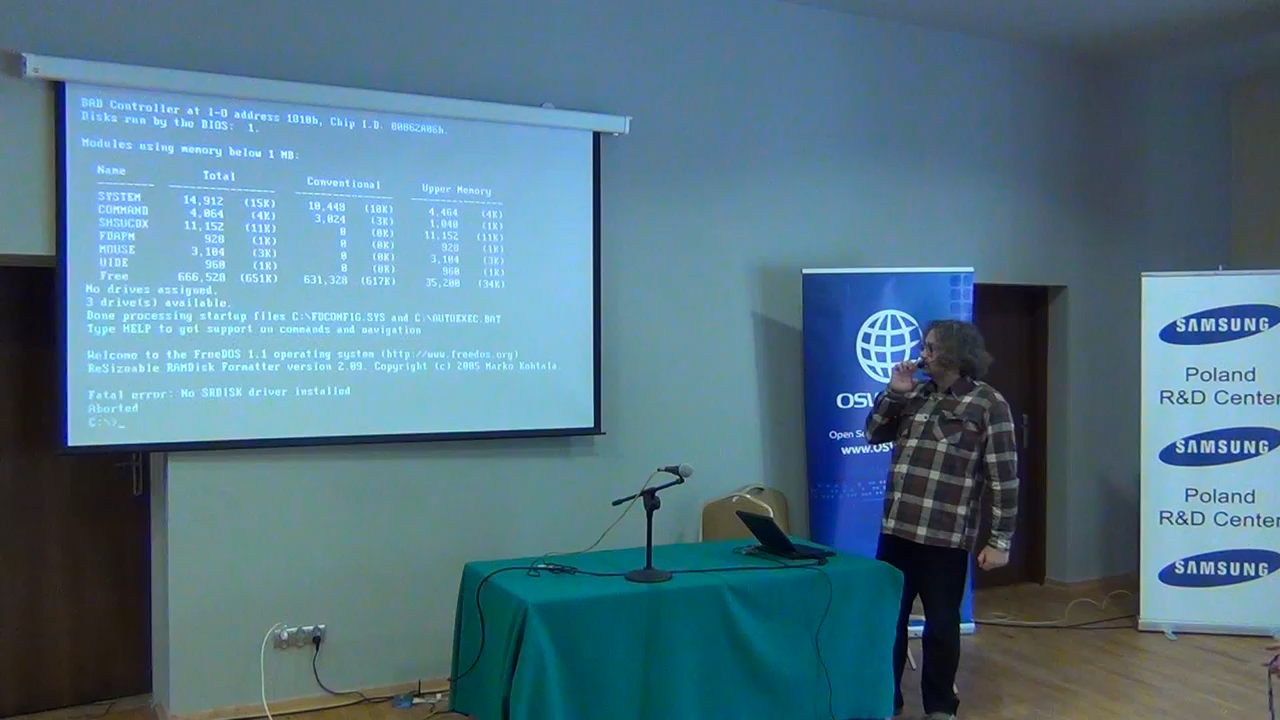 DAB Controller at I-O address 1810h, Chip I.D. 80862A06h.
Disks run by the BIOS: 1.
Modules using memory below 1 MB:
Name Total Conventional Upper Memory
SYSTEM 14,912 (15K) 10,448 (10K) 4,464 (4K)
COMMAND 4,064 (4K) 3,024 (3K) 1,040 (1K)
SHSUCDX 11,152 (11K) 0 (0K) 11,152 (11K)
FDAPM 928 (1K) 0 (0K) 928 (1K)
MOUSE 3,104 (3K) 0 (0K) 3,104 (3K)
UIDE 960 (1K) 0 (0K) 960 (1K)
Free 666,528 (651K) 631,328 (617K) 35,200 (34K)
No drives assigned.
3 drive(s) available.
Done processing startup files C:\FDCONFIG.SYS and C:\AUTOEXEC.BAT
Type HELP to get support on commands and navigation
Welcome to the FreeDOS 1.1 operating system (http://www.freedos.org)
ReSizeable RAMDisk Formatter version 2.09. Copyright (c) 2005 Marko Kohtala.
Fatal error: No SRDISK driver installed
Aborted
C:\>_
Open
www.
SAMSUNG
Poland
R&D Center
SAMSUNG
Poland
R&D Center
SAMSUNG